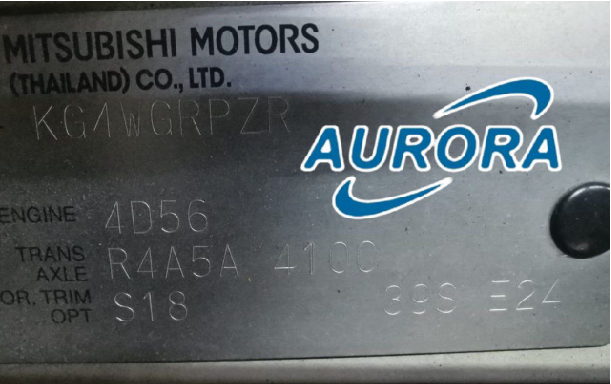 MITSUBISHI MOTORS
(THAILAND) CO., LTD.
KG4WGRPZR
AURORA
ENGINE 4D56
TRANS AXLE R4A5A 4100
OR, TRIM OPT S18 39S E24